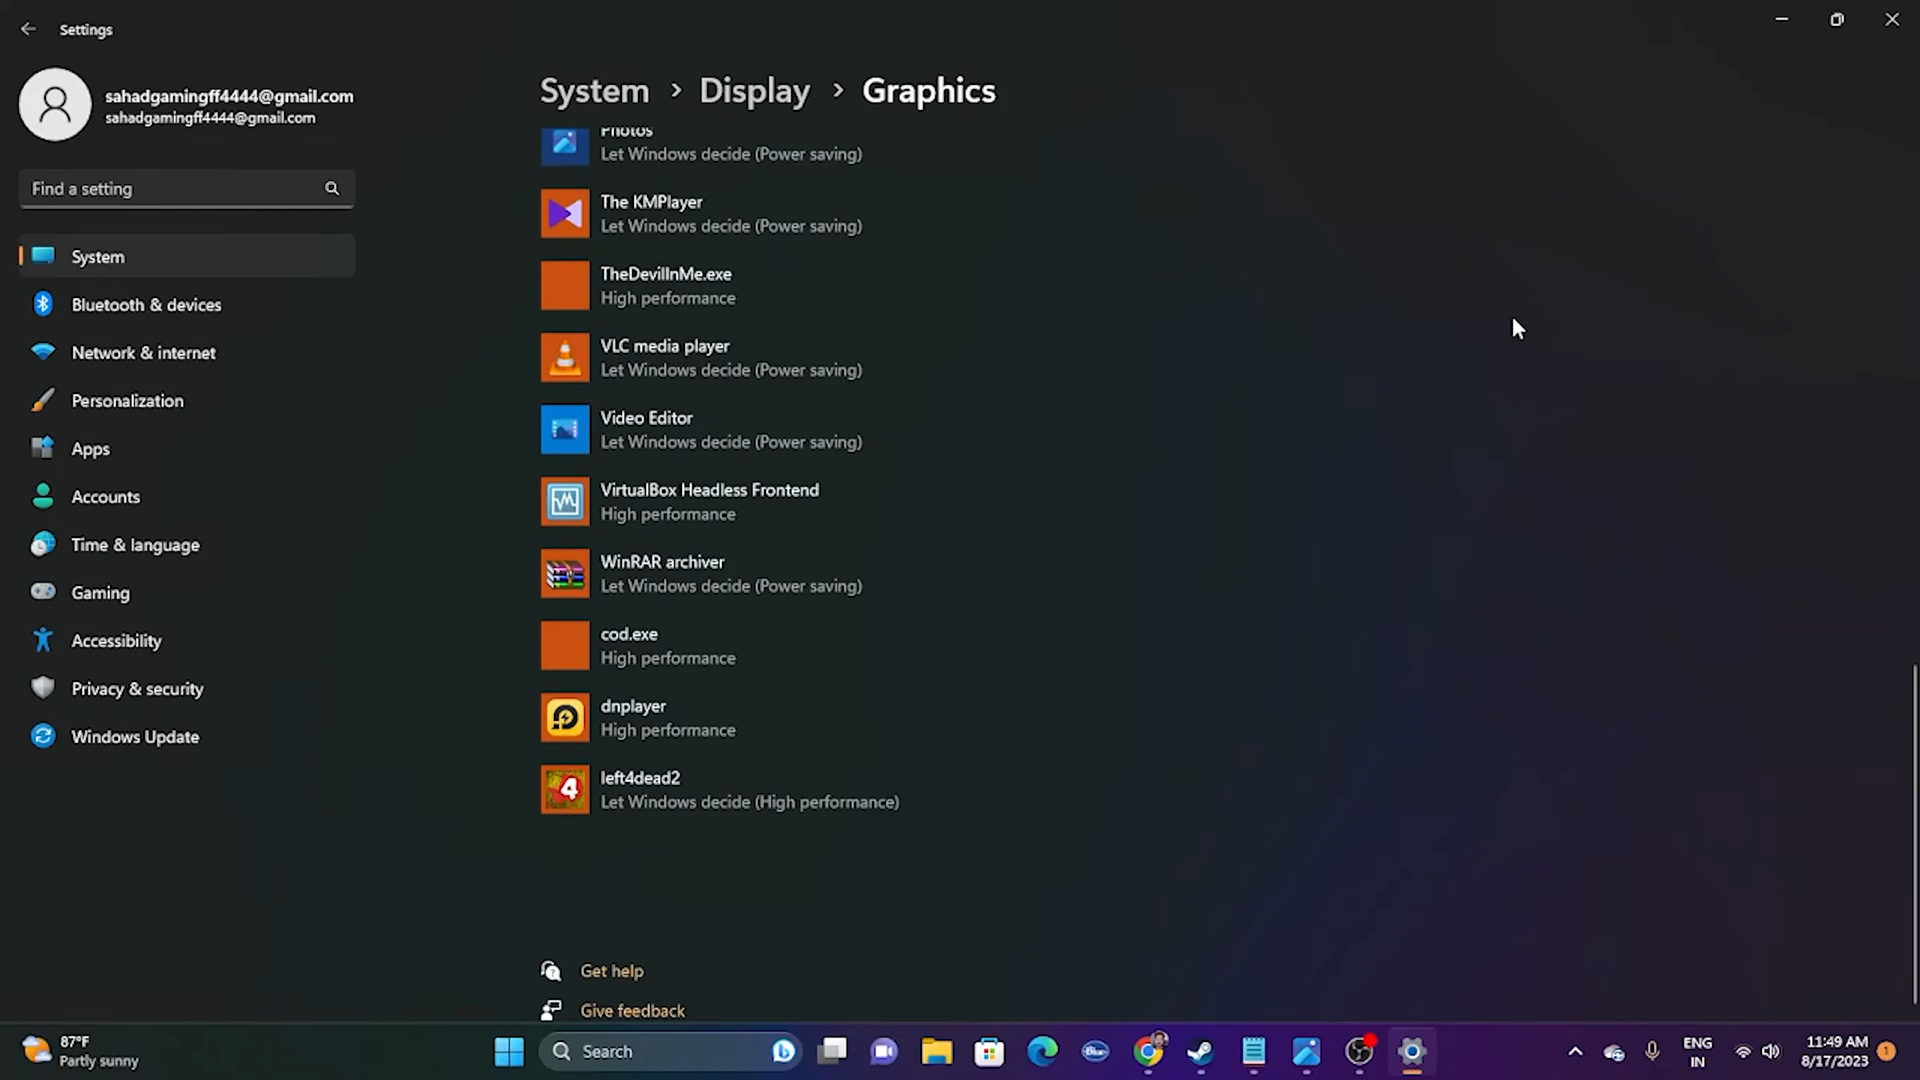 Settings
sahadgamingff4444@gmail.com
sahadgamingff4444@gmail.com
Find a setting
System
Bluetooth & devices
Network & internet
Personalization
Apps
Accounts
Time & language
Gaming
Accessibility
Privacy & security
Windows Update
System > Display > Graphics
Photos
Let Windows decide (Power saving)
The KMPlayer
Let Windows decide (Power saving)
TheDevilInMe.exe
High performance
VLC media player
Let Windows decide (Power saving)
Video Editor
Let Windows decide (Power saving)
VirtualBox Headless Frontend
High performance
WinRAR archiver
Let Windows decide (Power saving)
cod.exe
High performance
dnplayer
High performance
4
left4dead2
Let Windows decide (High performance)
Get help
Give feedback
87°F
Partly sunny
Search
Blue
ENG
IN
11:49 AM
8/17/2023
1